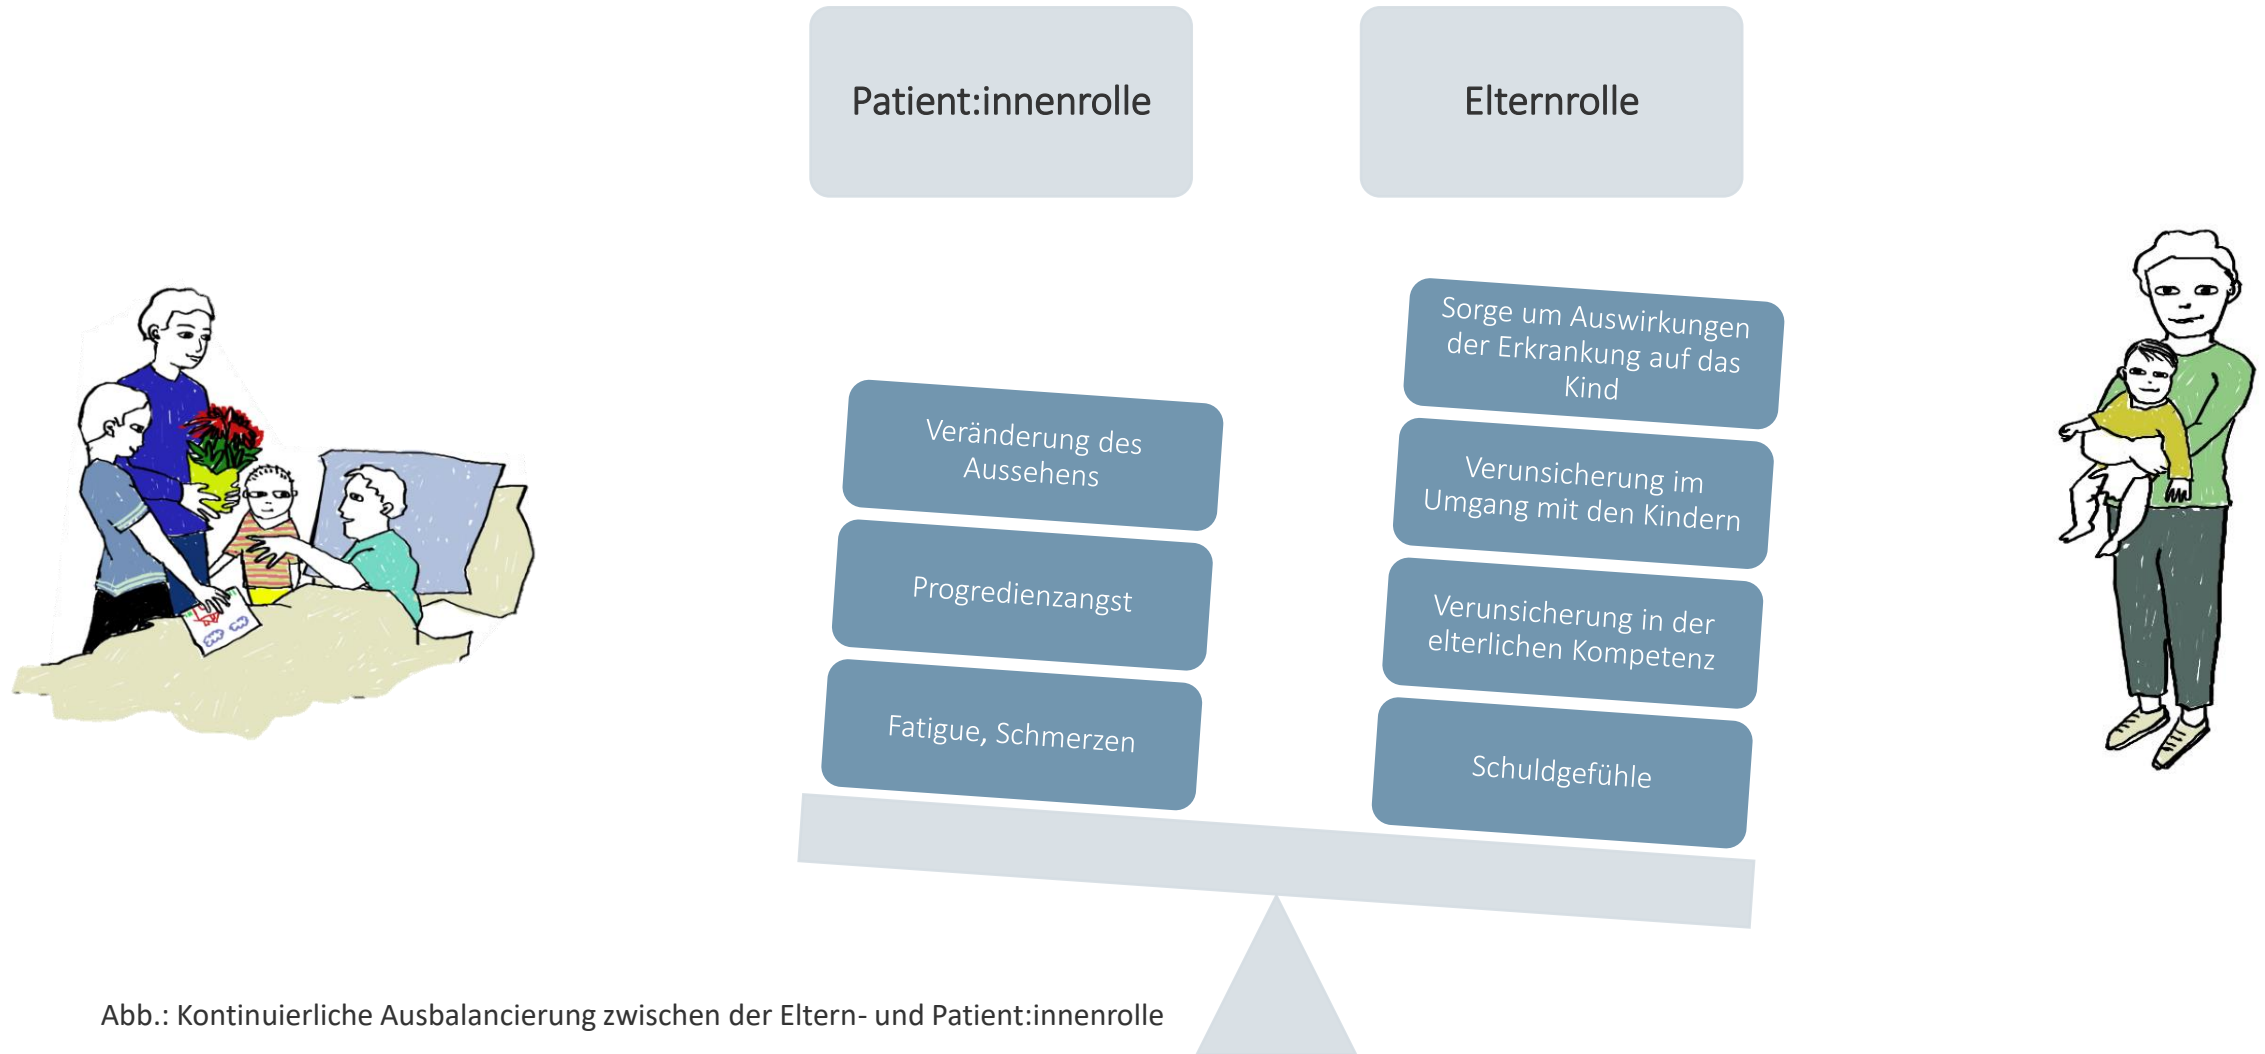 Patient:innenrolle
Elternrolle
Veränderung des
Aussehens
Progredienzangst
Fatigue, Schmerzen
Sorge um Auswirkungen
der Erkrankung auf das
Kind
Verunsicherung im
Umgang mit den Kindern
Verunsicherung in der
elterlichen Kompetenz
Schuldgefühle
Abb.: Kontinuierliche Ausbalancierung zwischen der Eltern- und Patient:innenrolle